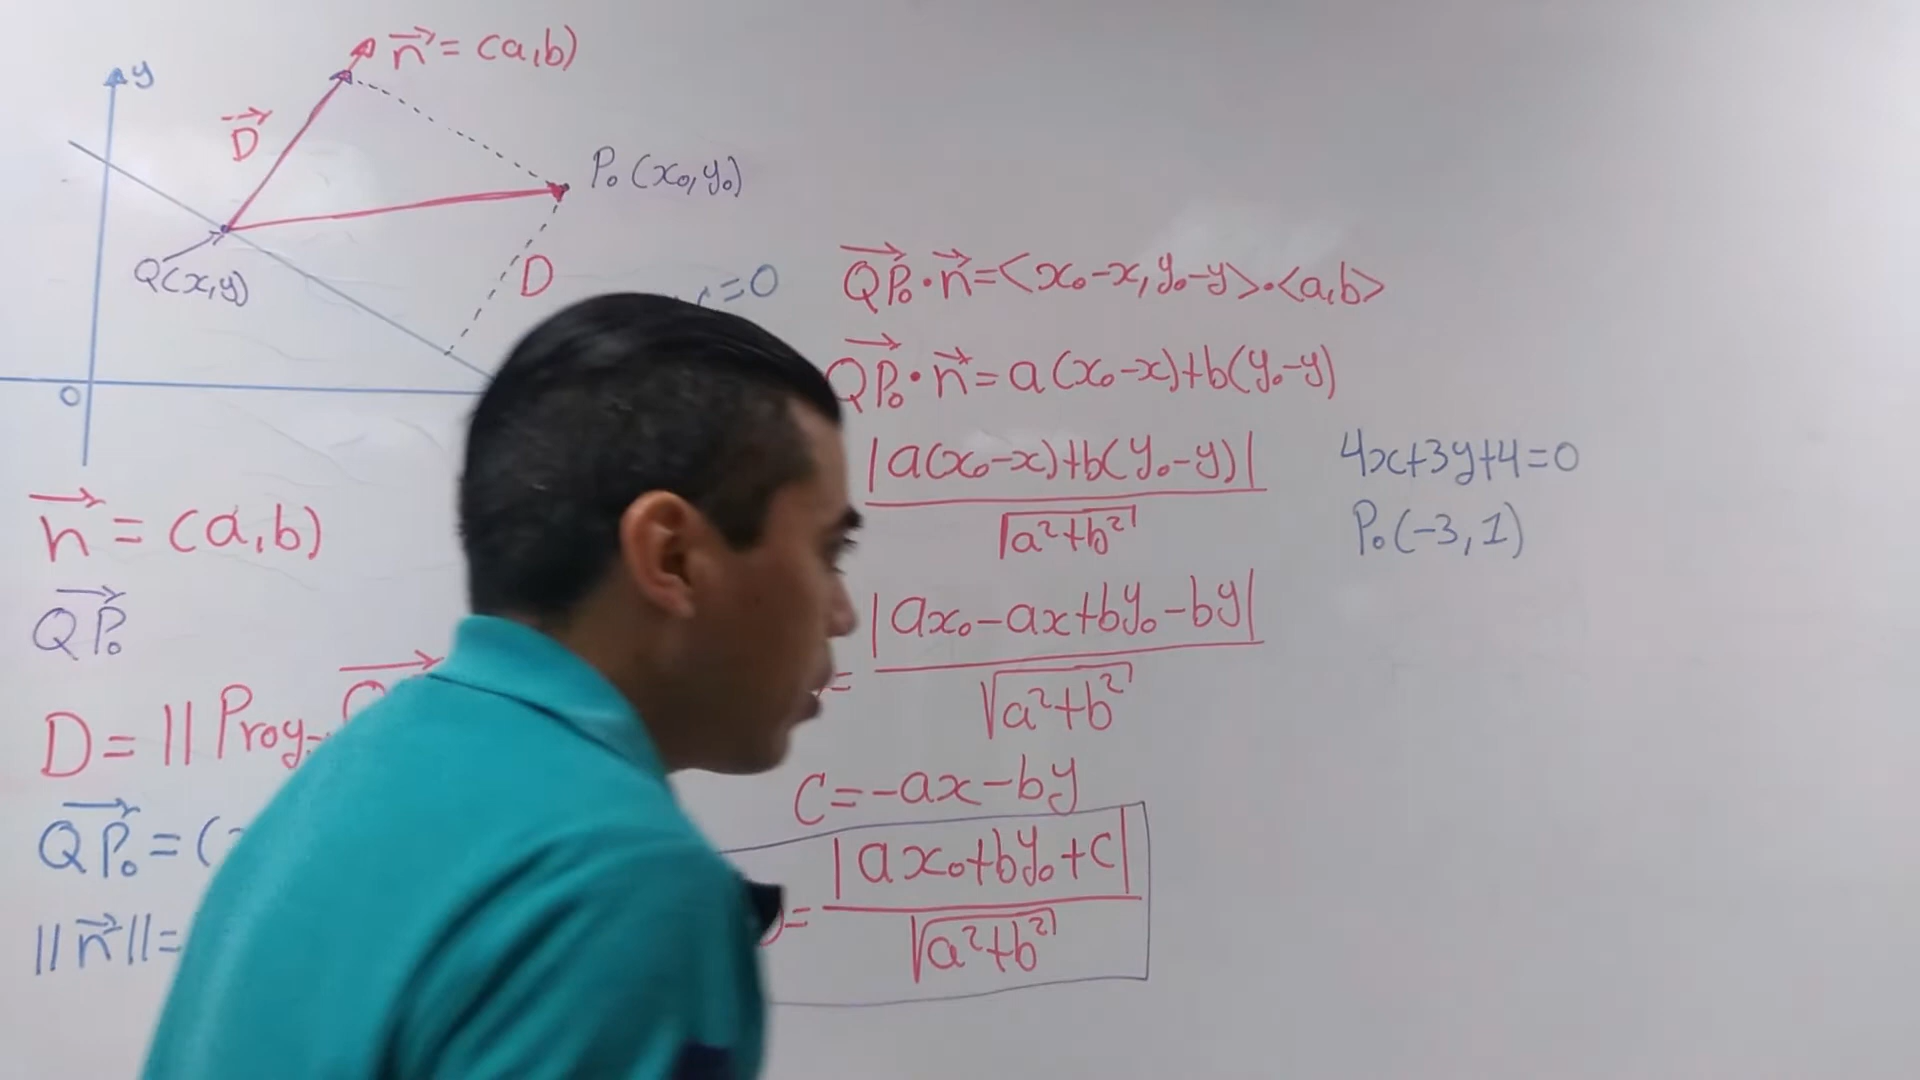 y
n⃗ = (a,b)
D⃗
P₀ (x₀,y₀)
Q(x,y)
D
=0
0
n⃗ = (a,b)
QP₀⃗
D = || Proy
QP₀⃗ = (
||n⃗|| =
QP₀⃗ · n⃗ = <x₀-x, y₀-y> · <a,b>
QP₀⃗ · n⃗ = a(x₀-x)+b(y₀-y)
|a(x₀-x)+b(y₀-y)|
√a²+b²
= |ax₀-ax+by₀-by|
√a²+b²
C=-ax-by
D= |ax₀+by₀+C|
√a²+b²
4x+3y+4=0
P₀(-3,1)